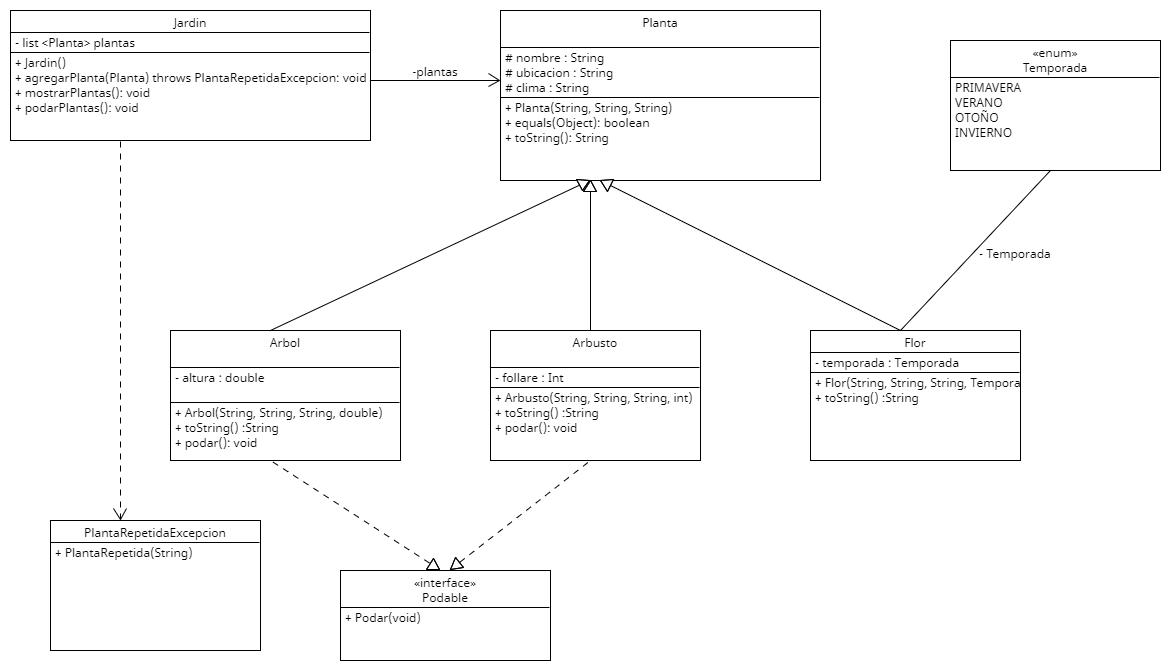 Jardin
- list <Planta> plantas
+ Jardin()
+ agregarPlanta(Planta) throws PlantaRepetidaExcepcion: void
+ mostrarPlantas(): void
+ podarPlantas(): void
-plantas
Planta
# nombre : String
# ubicacion : String
# clima : String
+ Planta(String, String, String)
+ equals(Object): boolean
+ toString(): String
«enum»
Temporada
PRIMAVERA
VERANO
OTOÑO
INVIERNO
- Temporada
Arbol
- altura : double
+ Arbol(String, String, String, double)
+ toString() :String
+ podar(): void
Arbusto
- follare : Int
+ Arbusto(String, String, String, int)
+ toString() :String
+ podar(): void
Flor
- temporada : Temporada
+ Flor(String, String, String, Tempora
+ toString() :String
PlantaRepetidaExcepcion
+ PlantaRepetida(String)
«interface»
Podable
+ Podar(void)